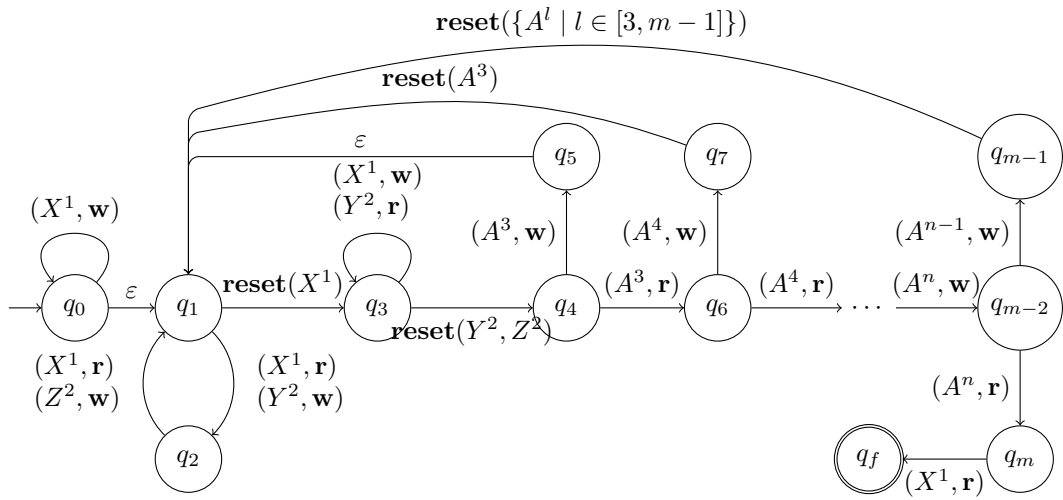 reset({A^l | l ∈ [3, m − 1]})
reset(A^3)
ε
(X^1, w)
(Y^2, r)
q_5
q_7
q_{m−1}
(X^1, w)
(A^3, w)
(A^4, w)
(A^{n−1}, w)
q_0
ε
q_1
reset(X^1)
q_3
reset(Y^2, Z^2)
q_4
(A^3, r)
q_6
(A^4, r)
···
(A^n, w)
q_{m−2}
(X^1, r)
(Z^2, w)
(X^1, r)
(Y^2, w)
(A^n, r)
q_2
q_f
(X^1, r)
q_m